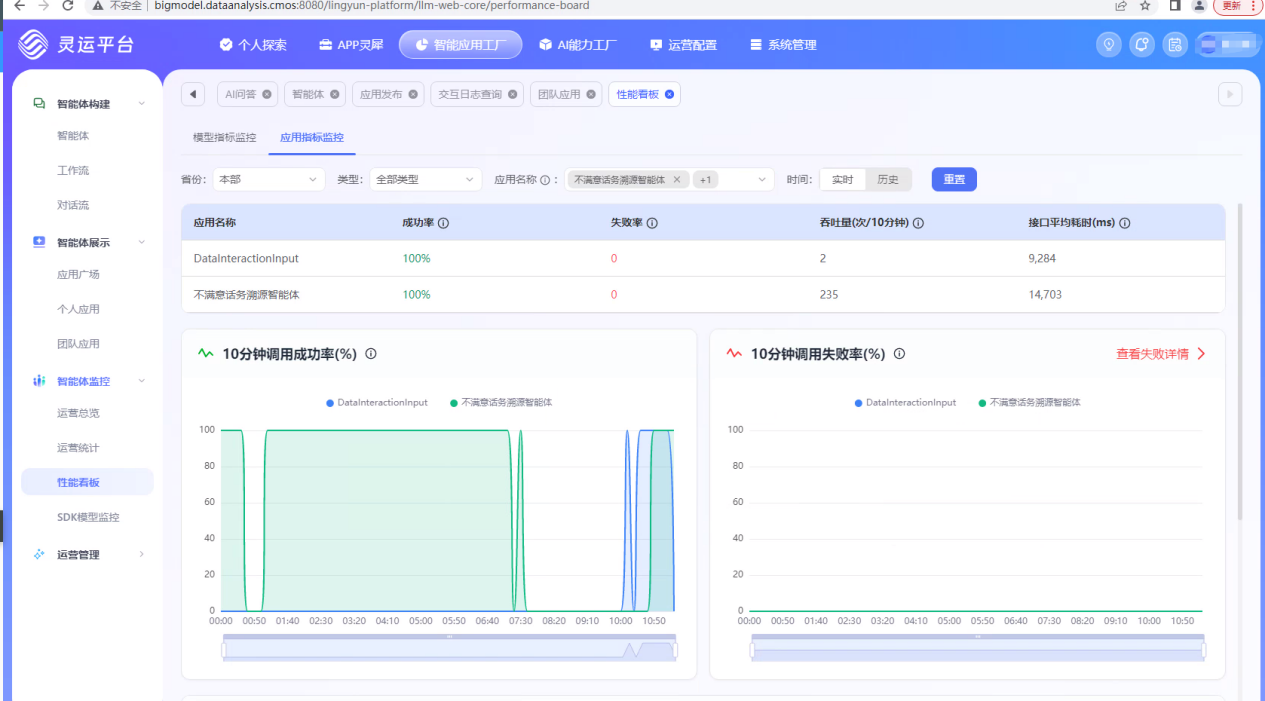 不安全 bigmodel.dataanalysis.cmos:8080/lingyun-platform/llm-web-core/performance-board 更新
灵运平台 个人探索 APP灵犀 智能应用工厂 AI能力工厂 运营配置 系统管理
AI问答 智能体 应用发布 交互日志查询 团队应用 性能看板
智能体构建
智能体
工作流
对话流
智能体展示
应用广场
个人应用
团队应用
智能体监控
运营总览
运营统计
性能看板
SDK模型监控
运营管理
模型指标监控 应用指标监控
省份： 本部 类型： 全部类型 应用名称 ： 不满意话务溯源智能体 × +1 时间： 实时 历史 重置
应用名称 成功率 失败率 吞吐量(次/10分钟) 接口平均耗时(ms)
DataInteractionInput 100% 0 2 9,284
不满意话务溯源智能体 100% 0 235 14,703
10分钟调用成功率(%)
DataInteractionInput 不满意话务溯源智能体
100
80
60
40
20
0
00:00 00:50 01:40 02:30 03:20 04:10 05:00 05:50 06:40 07:30 08:20 09:10 10:00 10:50
10分钟调用失败率(%) 查看失败详情
DataInteractionInput 不满意话务溯源智能体
100
80
60
40
20
0
00:00 00:50 01:40 02:30 03:20 04:10 05:00 05:50 06:40 07:30 08:20 09:10 10:00 10:50